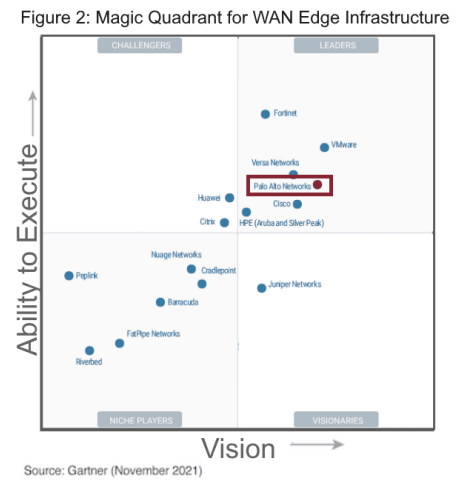 Figure 2: Magic Quadrant for WAN Edge Infrastructure
CHALLENGERS
LEADERS
Fortinet
VMware
Versa Networks
Palo Alto Networks
Huawei
Cisco
Citrix
HPE (Aruba and Silver Peak)
Nuage Networks
Cradlepoint
Peplink
Juniper Networks
Barracuda
FatPipe Networks
Riverbed
NICHE PLAYERS
VISIONARIES
Ability to Execute
Vision
Source: Gartner (November 2021)